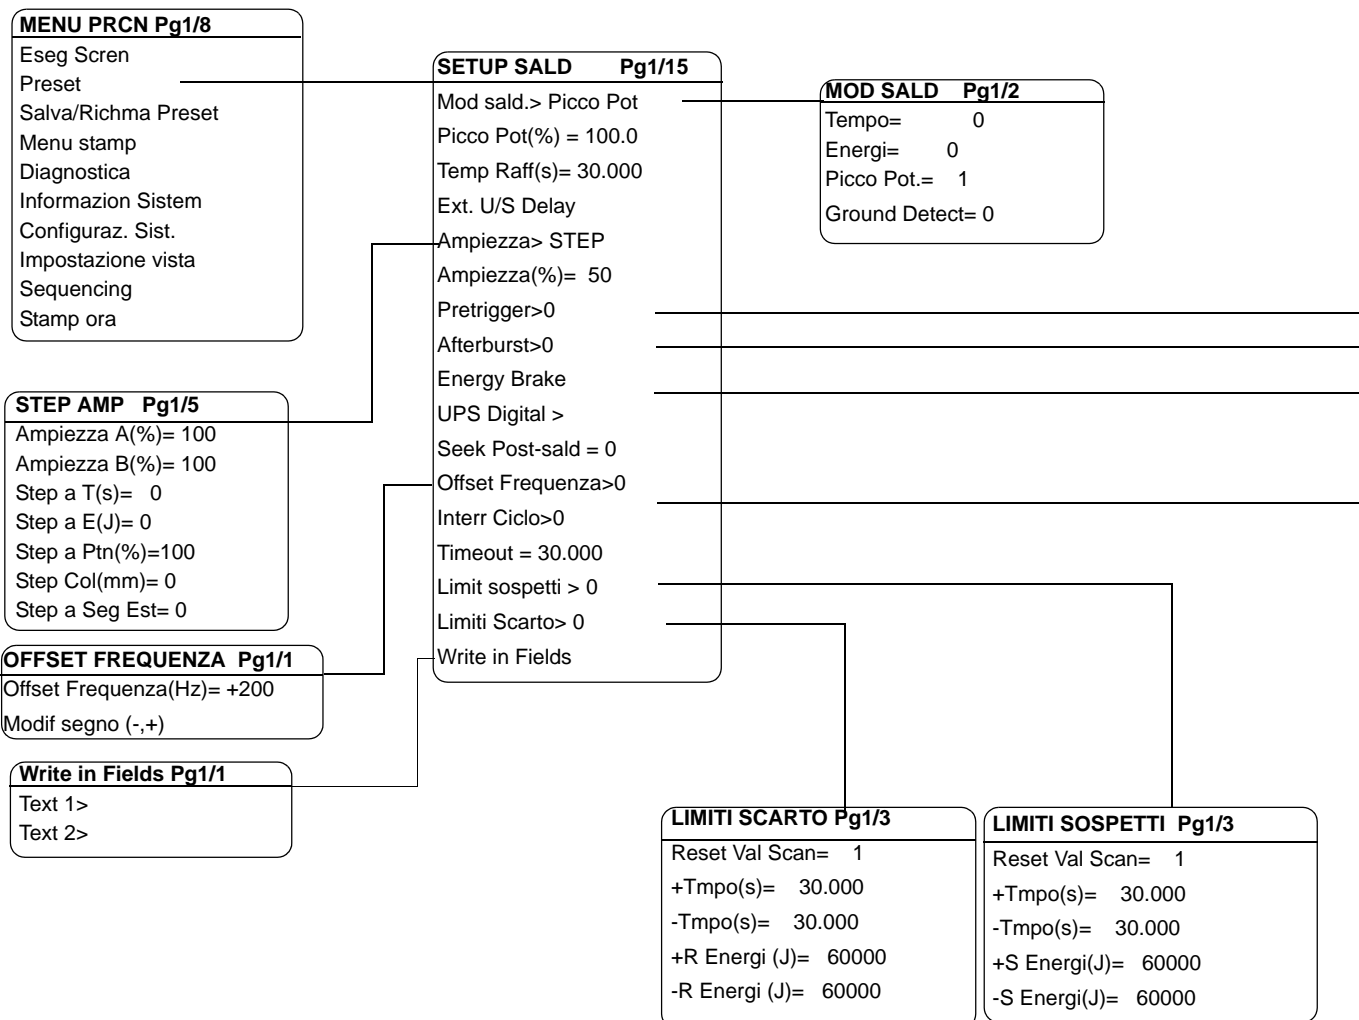 MENU PRCN Pg1/8
Eseg Scren
Preset
Salva/Richma Preset
Menu stamp
Diagnostica
Informazion Sistem
Configuraz. Sist.
Impostazione vista
Sequencing
Stamp ora
SETUP SALD Pg1/15
Mod sald.> Picco Pot
Picco Pot(%) = 100.0
Temp Raff(s)= 30.000
Ext. U/S Delay
Ampiezza> STEP
Ampiezza(%)= 50
Pretrigger>0
Afterburst>0
Energy Brake
UPS Digital >
Seek Post-sald = 0
Offset Frequenza>0
Interr Ciclo>0
Timeout = 30.000
Limit sospetti > 0
Limiti Scarto> 0
Write in Fields
MOD SALD Pg1/2
Tempo= 0
Energi= 0
Picco Pot.= 1
Ground Detect= 0
STEP AMP Pg1/5
Ampiezza A(%)= 100
Ampiezza B(%)= 100
Step a T(s)= 0
Step a E(J)= 0
Step a Ptn(%)=100
Step Col(mm)= 0
Step a Seg Est= 0
OFFSET FREQUENZA Pg1/1
Offset Frequenza(Hz)= +200
Modif segno (-,+)
Write in Fields Pg1/1
Text 1>
Text 2>
LIMITI SCARTO Pg1/3
Reset Val Scan= 1
+Tmpo(s)= 30.000
-Tmpo(s)= 30.000
+R Energi (J)= 60000
-R Energi (J)= 60000
LIMITI SOSPETTI Pg1/3
Reset Val Scan= 1
+Tmpo(s)= 30.000
-Tmpo(s)= 30.000
+S Energi(J)= 60000
-S Energi(J)= 60000